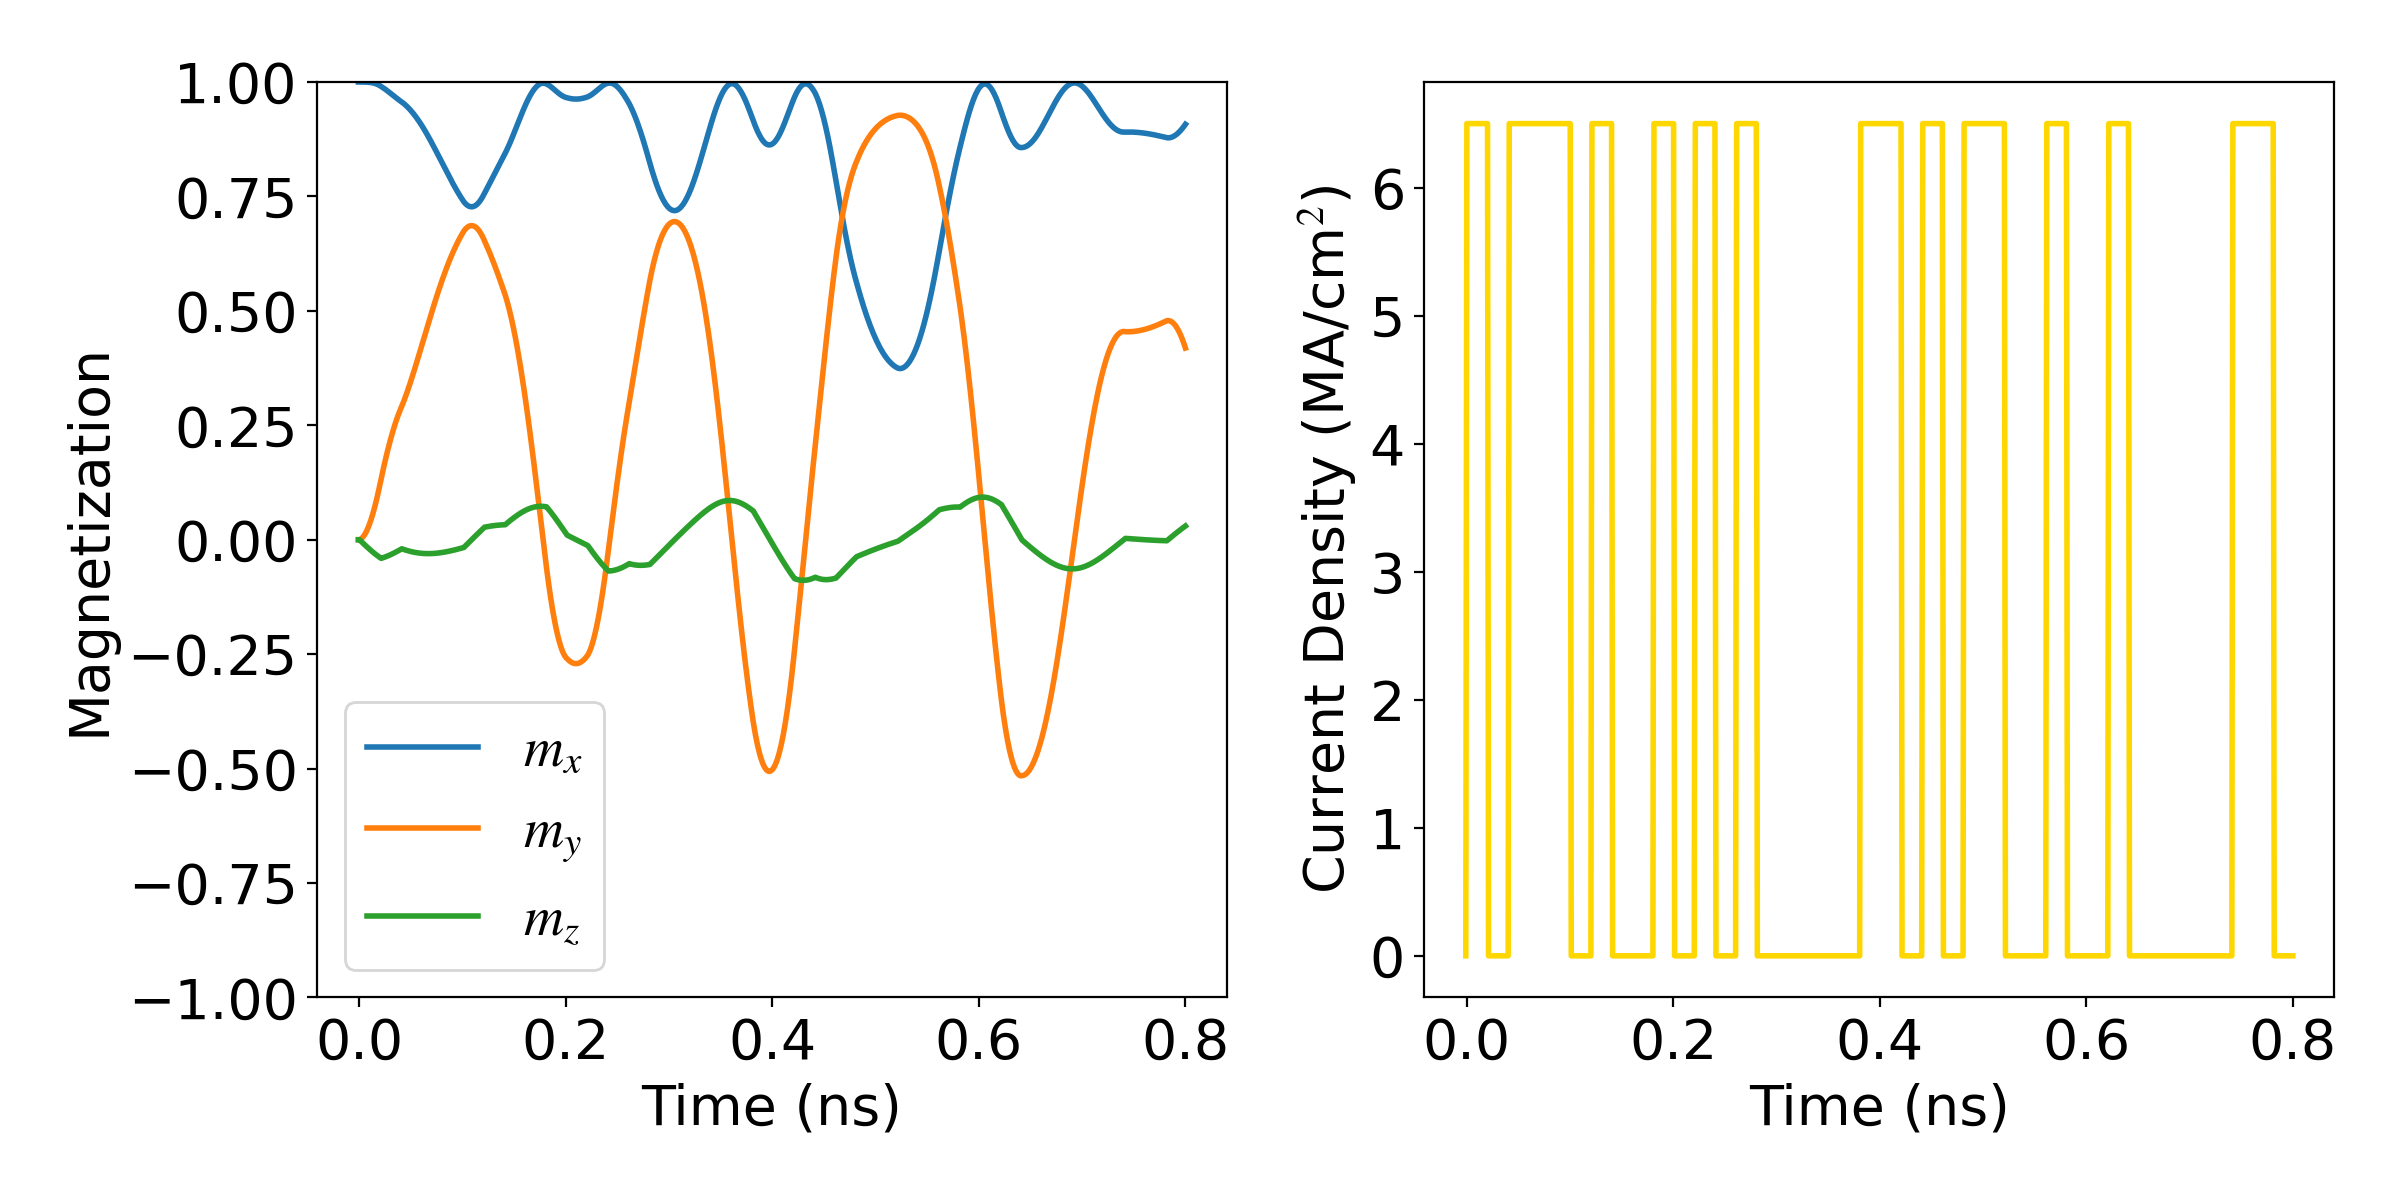 1.00
0.75
0.50
0.25
0.00
−0.25
−0.50
−0.75
−1.00
Magnetization
m_x
m_y
m_z
0.0 0.2 0.4 0.6 0.8
Time (ns)
6
5
4
3
2
1
0
Current Density (MA/cm²)
0.0 0.2 0.4 0.6 0.8
Time (ns)